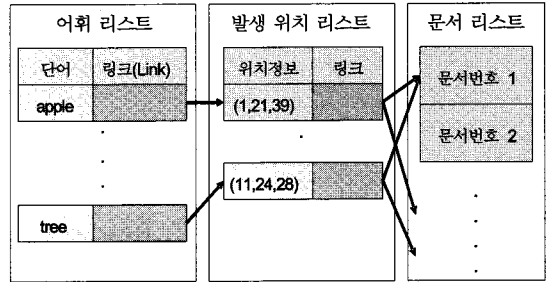 어휘 리스트
발생 위치 리스트
문서 리스트
단어 링크(Link)
위치정보 링크
문서번호 1
apple
(1,21,39)
문서번호 2
(11,24,28)
tree